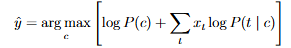 ŷ = arg max_c [log P(c) + ∑_t x_t log P(t | c)]